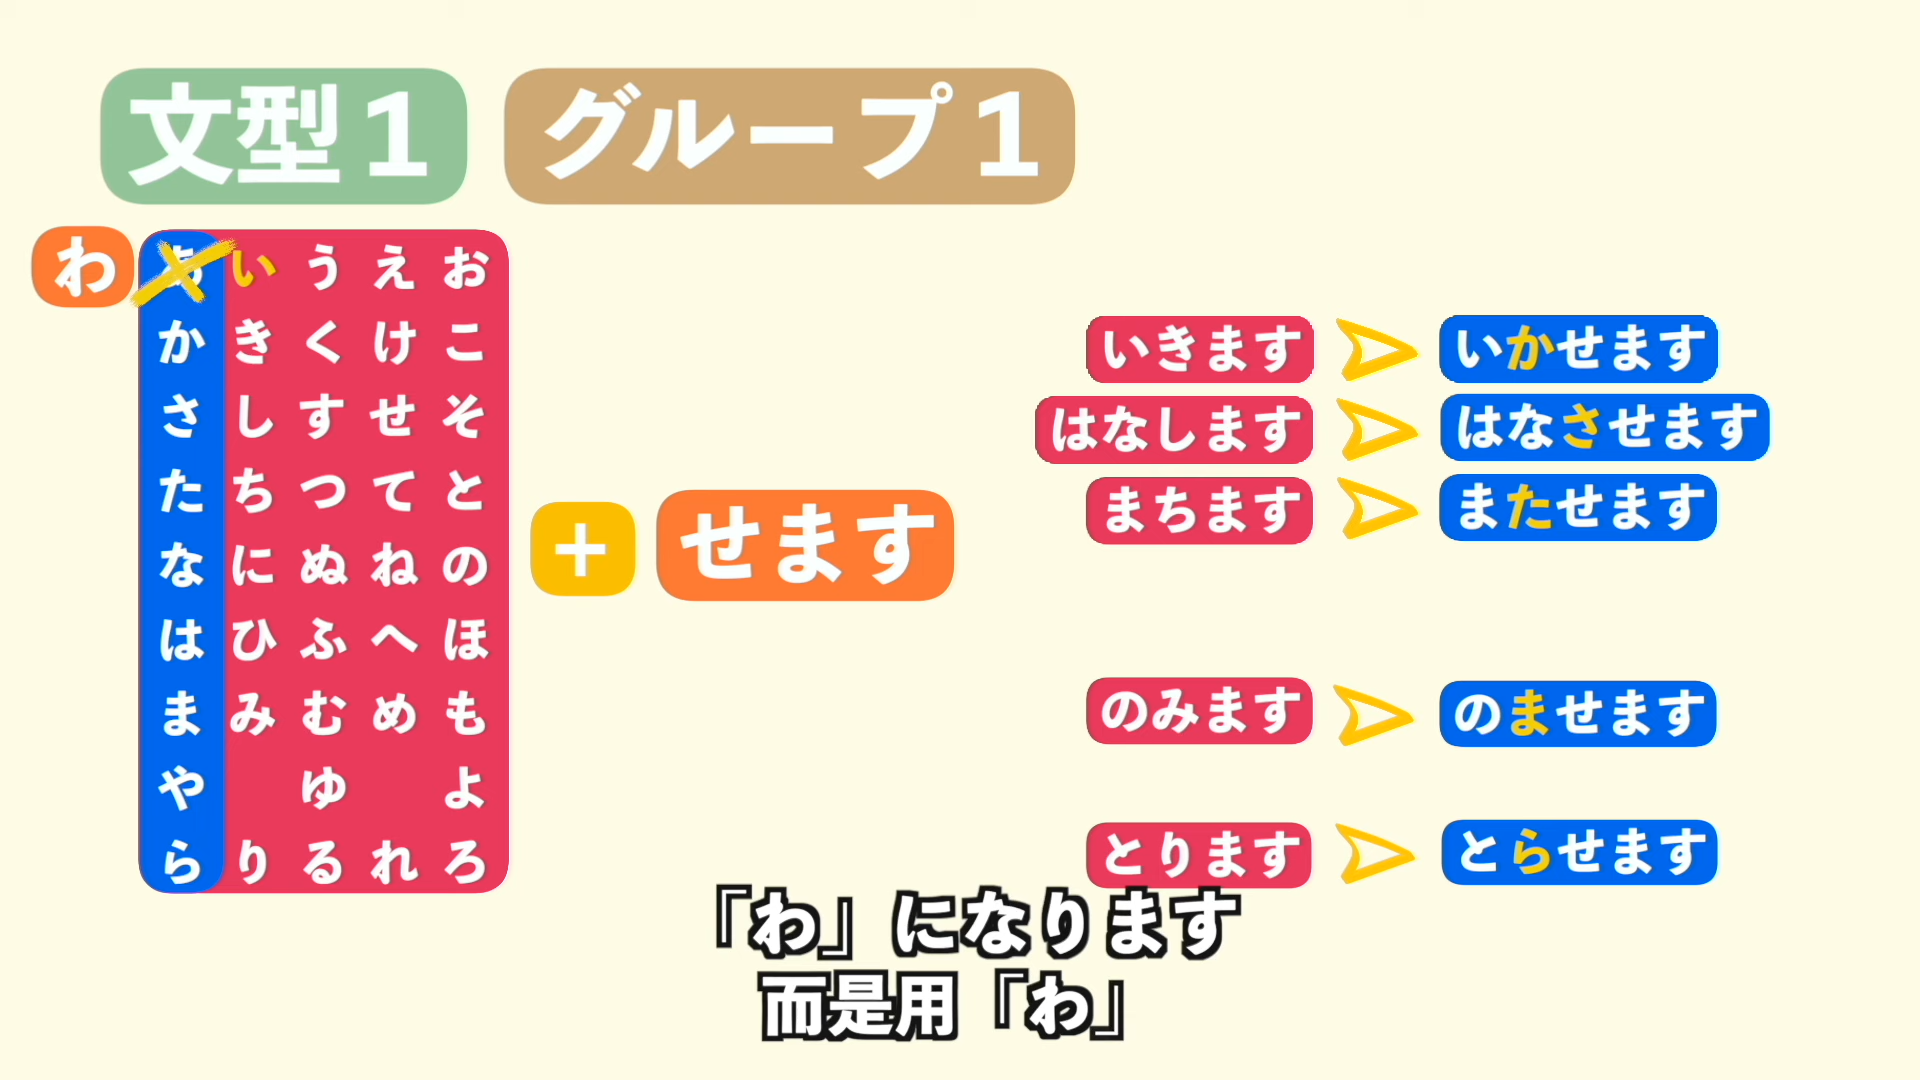 文型1 グループ1
わ
あ い う え お
か き く け こ
さ し す せ そ
た ち つ て と
な に ぬ ね の
は ひ ふ へ ほ
ま み む め も
や ゆ よ
ら り る れ ろ
+ せます
いきます いかせます
はなします はなさせます
まちます またせます
のみます のませます
とります とらせます
「わ」になります
而是用「わ」